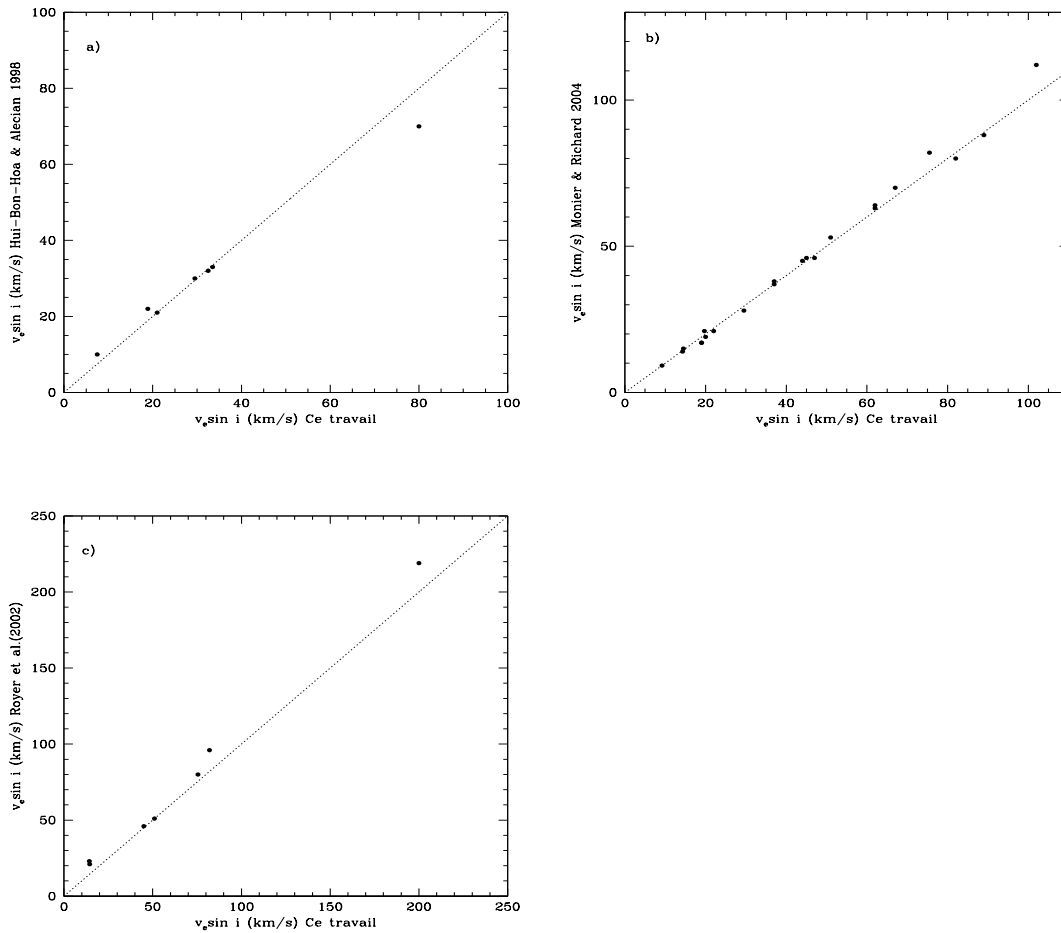 a)
v_e sin i (km/s) Hui-Bon-Hoa & Alecian 1998
100
80
60
40
20
0
0 20 40 60 80 100
v_e sin i (km/s) Ce travail
b)
v_e sin i (km/s) Monier & Richard 2004
100
50
0
0 20 40 60 80 100
v_e sin i (km/s) Ce travail
c)
v_e sin i (km/s) Royer et al.(2002)
250
200
150
100
50
0
0 50 100 150 200 250
v_e sin i (km/s) Ce travail